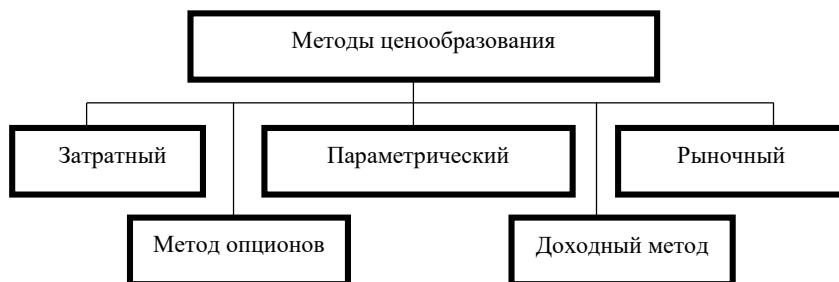 Методы ценообразования
Затратный
Параметрический
Рыночный
Метод опционов
Доходный метод